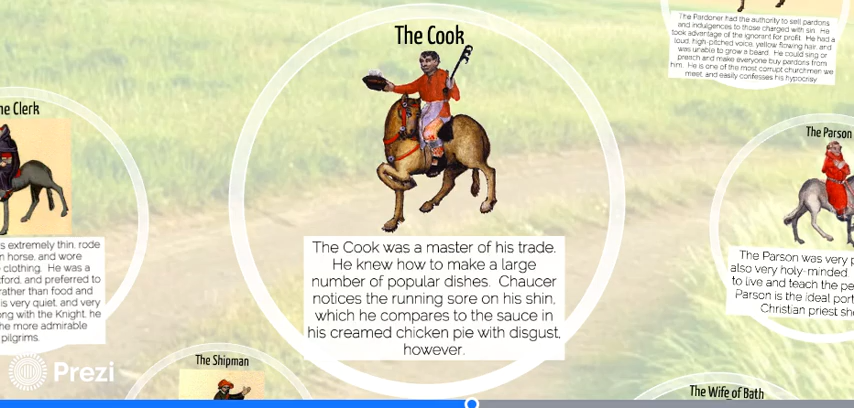 The Cook
The Cook was a master of his trade.
He knew how to make a large
number of popular dishes. Chaucer
notices the running sore on his shin,
which he compares to the sauce in
his creamed chicken pie with disgust,
however.
The Pardoner had the authority to sell pardons
and indulgences to those charged with sin. He
took advantage of the ignorant for profit. He had a
loud, high-pitched voice, yellow flowing hair, and
was unable to grow a beard. He could sing or
preach and make everyone buy pardons from
him. He is one of the most corrupt churchmen we
meet, and easily confesses his hypocrisy
Clerk
extremely thin, rode
horse, and wore
clothing. He was a
and preferred to
rather than food and
is very quiet, and very
with the Knight, he
more admirable
pilgrims.
The Parson
The Parson was very
also very holy-minded
to live and teach the
Parson is the ideal
Christian priest
The Shipman
The Wife of Bath
Prezi